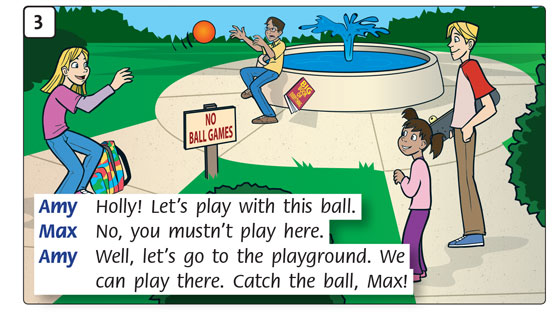 3
NO
BALL GAMES
Amy Holly! Let's play with this ball.
Max No, you mustn't play here.
Amy Well, let's go to the playground. We
can play there. Catch the ball, Max!